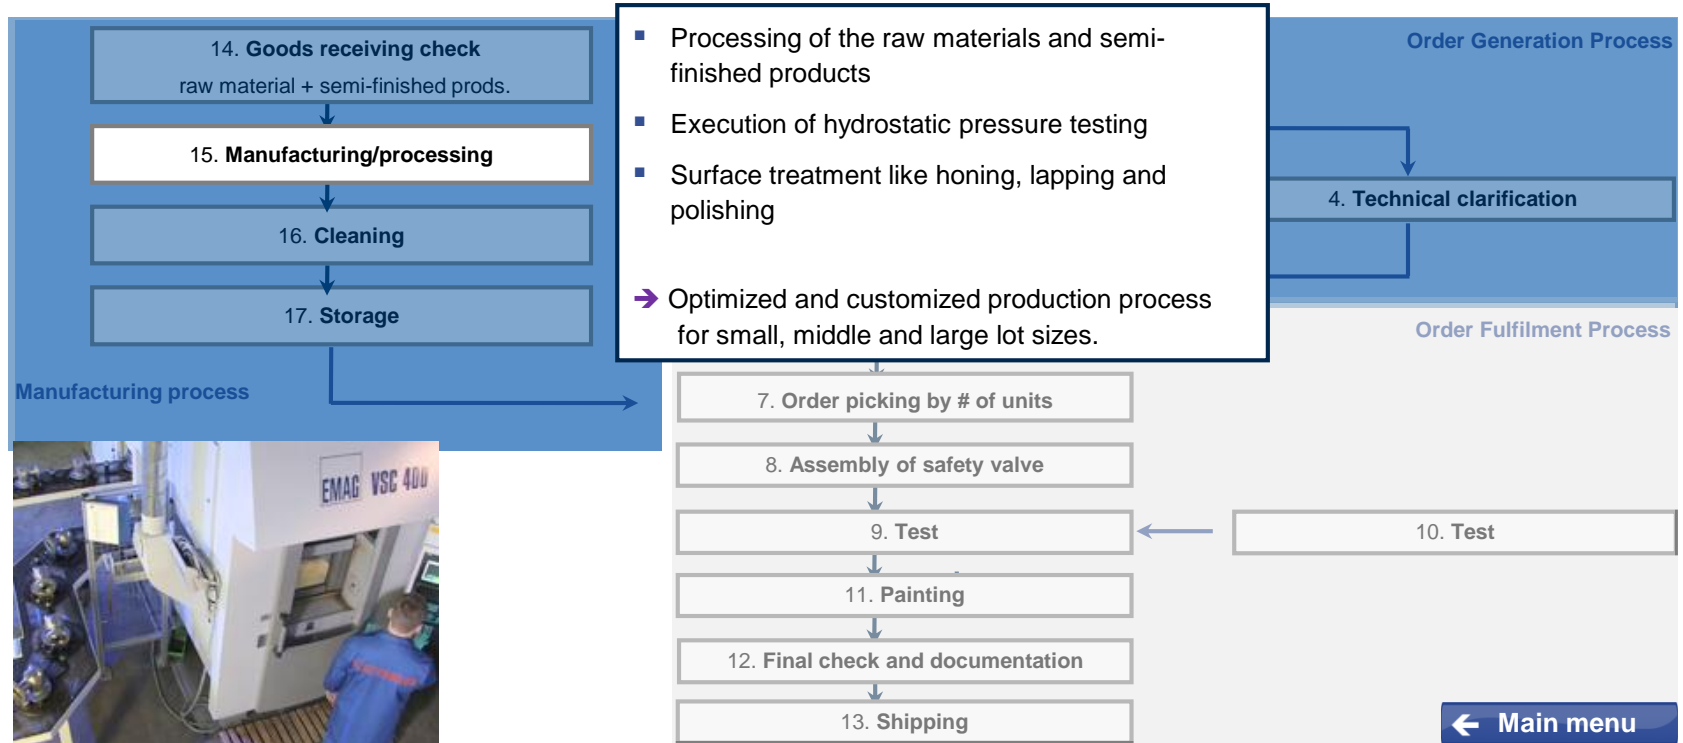 14. Goods receiving check
raw material + semi-finished prods.
15. Manufacturing/processing
16. Cleaning
17. Storage
Manufacturing process
▪ Processing of the raw materials and semi-
finished products
▪ Execution of hydrostatic pressure testing
▪ Surface treatment like honing, lapping and
polishing
➔ Optimized and customized production process
for small, middle and large lot sizes.
Order Generation Process
4. Technical clarification
Order Fulfilment Process
7. Order picking by # of units
8. Assembly of safety valve
9. Test
10. Test
11. Painting
12. Final check and documentation
13. Shipping
EMAG VSC 400
← Main menu